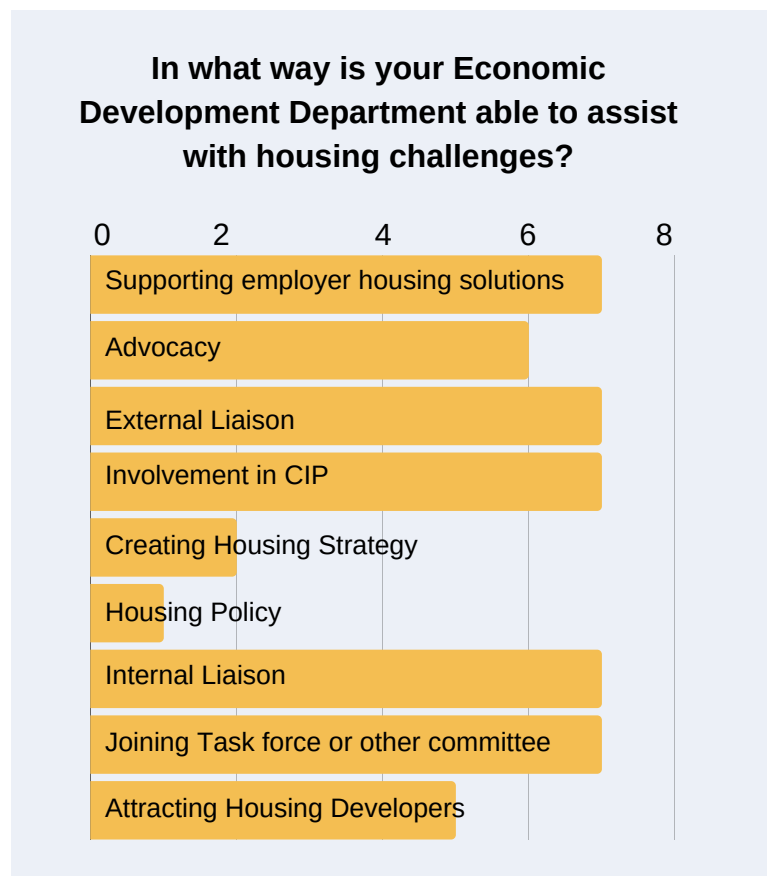 In what way is your Economic
Development Department able to assist
with housing challenges?
0 2 4 6 8
Supporting employer housing solutions
Advocacy
External Liaison
Involvement in CIP
Creating Housing Strategy
Housing Policy
Internal Liaison
Joining Task force or other committee
Attracting Housing Developers